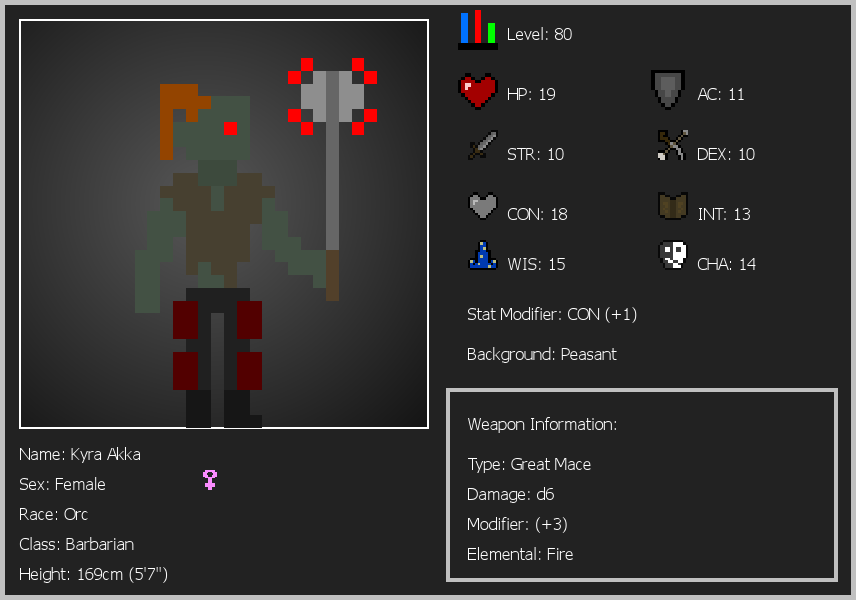 Level: 80
HP: 19
AC: 11
STR: 10
DEX: 10
CON: 18
INT: 13
WIS: 15
CHA: 14
Stat Modifier: CON (+1)
Background: Peasant
Name: Kyra Akka
Sex: Female
Race: Orc
Class: Barbarian
Height: 169cm (5'7")
Weapon Information:
Type: Great Mace
Damage: d6
Modifier: (+3)
Elemental: Fire